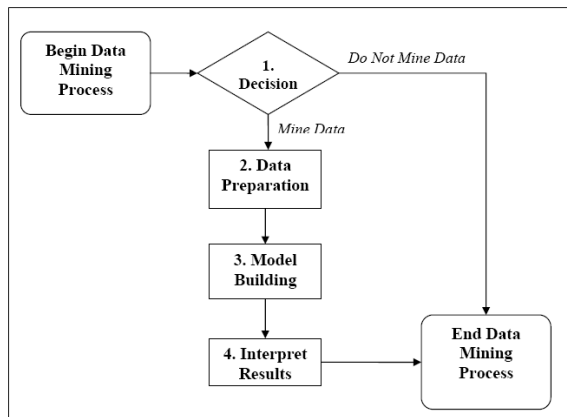 Begin Data
Mining
Process
1.
Decision
Do Not Mine Data
Mine Data
2. Data
Preparation
3. Model
Building
4. Interpret
Results
End Data
Mining
Process